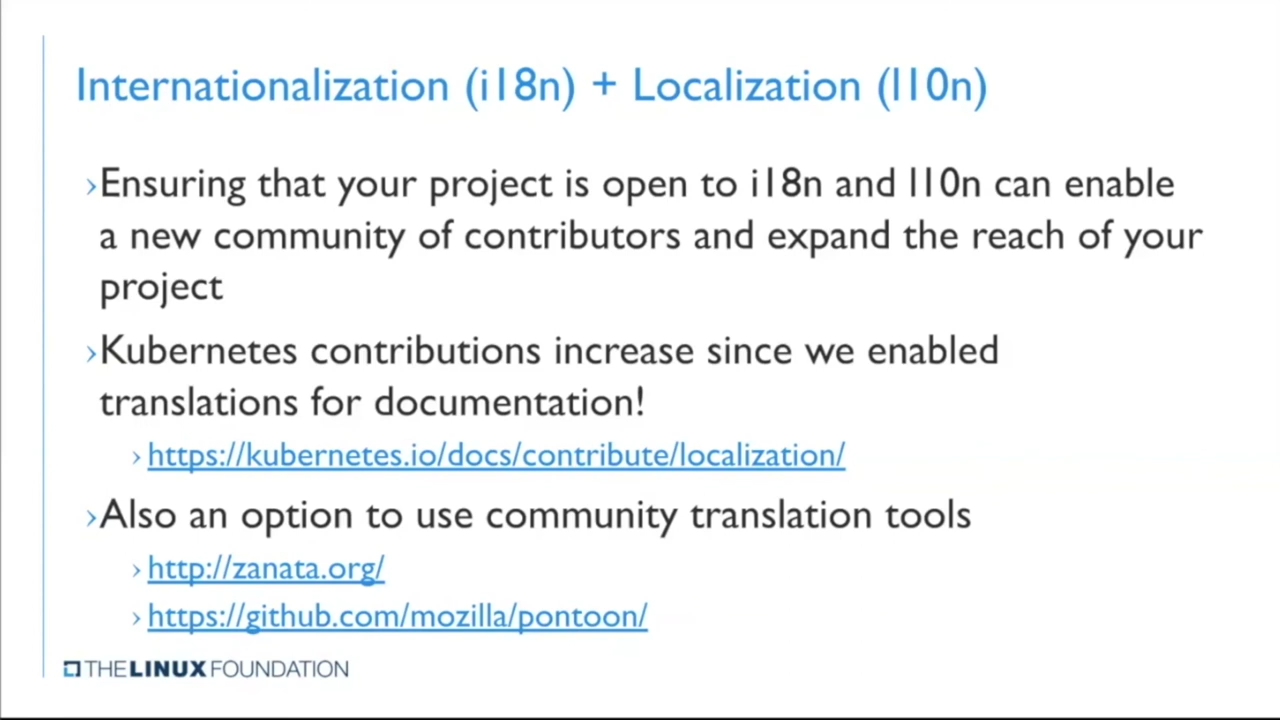 Internationalization (i18n) + Localization (l10n)
›Ensuring that your project is open to i18n and l10n can enable
a new community of contributors and expand the reach of your
project
›Kubernetes contributions increase since we enabled
translations for documentation!
›https://kubernetes.io/docs/contribute/localization/
›Also an option to use community translation tools
›http://zanata.org/
›https://github.com/mozilla/pontoon/
THE LINUX FOUNDATION